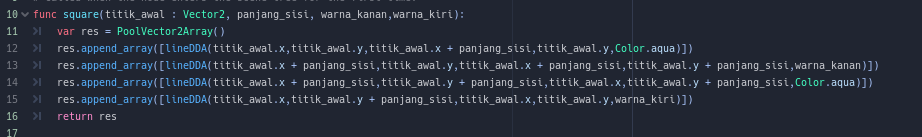 10 func square(titik_awal : Vector2, panjang_sisi, warna_kanan,warna_kiri):
11 var res = PoolVector2Array()
12 res.append_array([lineDDA(titik_awal.x,titik_awal.y,titik_awal.x + panjang_sisi,titik_awal.y,Color.aqua)])
13 res.append_array([lineDDA(titik_awal.x + panjang_sisi,titik_awal.y,titik_awal.x + panjang_sisi,titik_awal.y + panjang_sisi,warna_kanan)])
14 res.append_array([lineDDA(titik_awal.x + panjang_sisi,titik_awal.y + panjang_sisi,titik_awal.x,titik_awal.y + panjang_sisi,Color.aqua)])
15 res.append_array([lineDDA(titik_awal.x,titik_awal.y + panjang_sisi,titik_awal.x,titik_awal.y,warna_kiri)])
16 return res
17